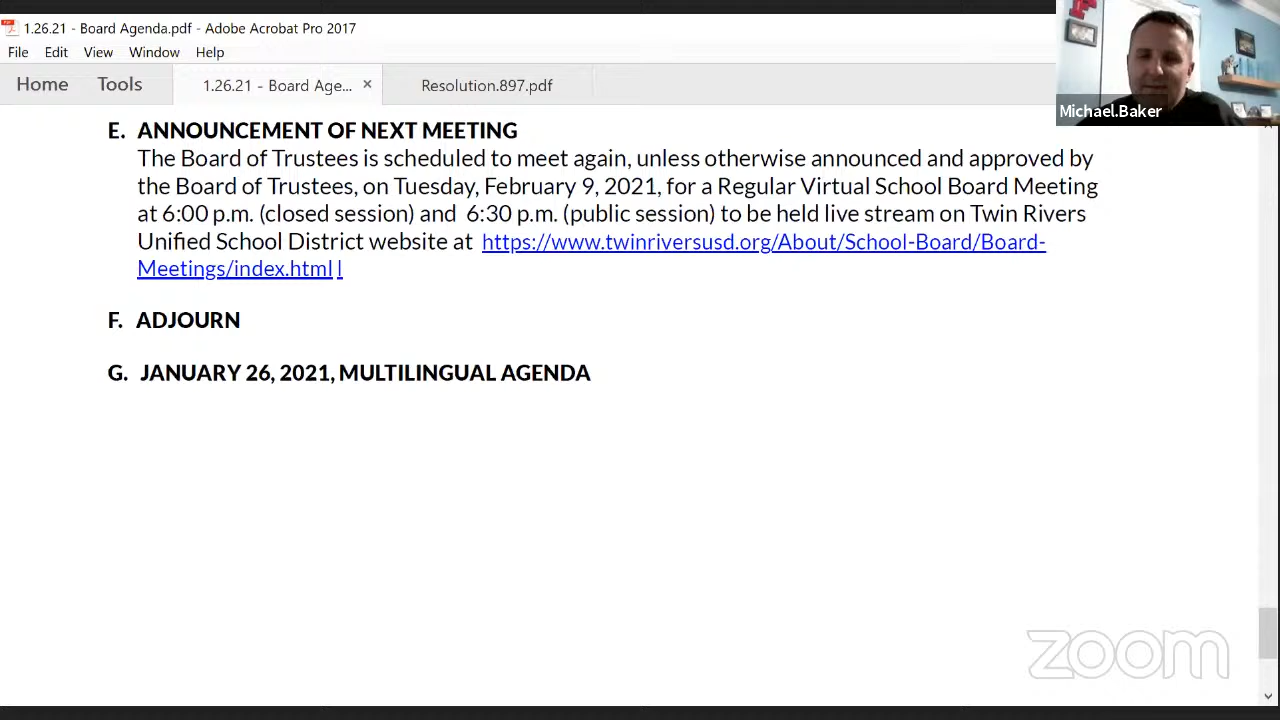 1.26.21 - Board Agenda.pdf - Adobe Acrobat Pro 2017
File Edit View Window Help
Home Tools 1.26.21 - Board Age... × Resolution.897.pdf
Michael.Baker
E. ANNOUNCEMENT OF NEXT MEETING
The Board of Trustees is scheduled to meet again, unless otherwise announced and approved by
the Board of Trustees, on Tuesday, February 9, 2021, for a Regular Virtual School Board Meeting
at 6:00 p.m. (closed session) and 6:30 p.m. (public session) to be held live stream on Twin Rivers
Unified School District website at https://www.twinriversusd.org/About/School-Board/Board-
Meetings/index.html l
F. ADJOURN
G. JANUARY 26, 2021, MULTILINGUAL AGENDA
zoom